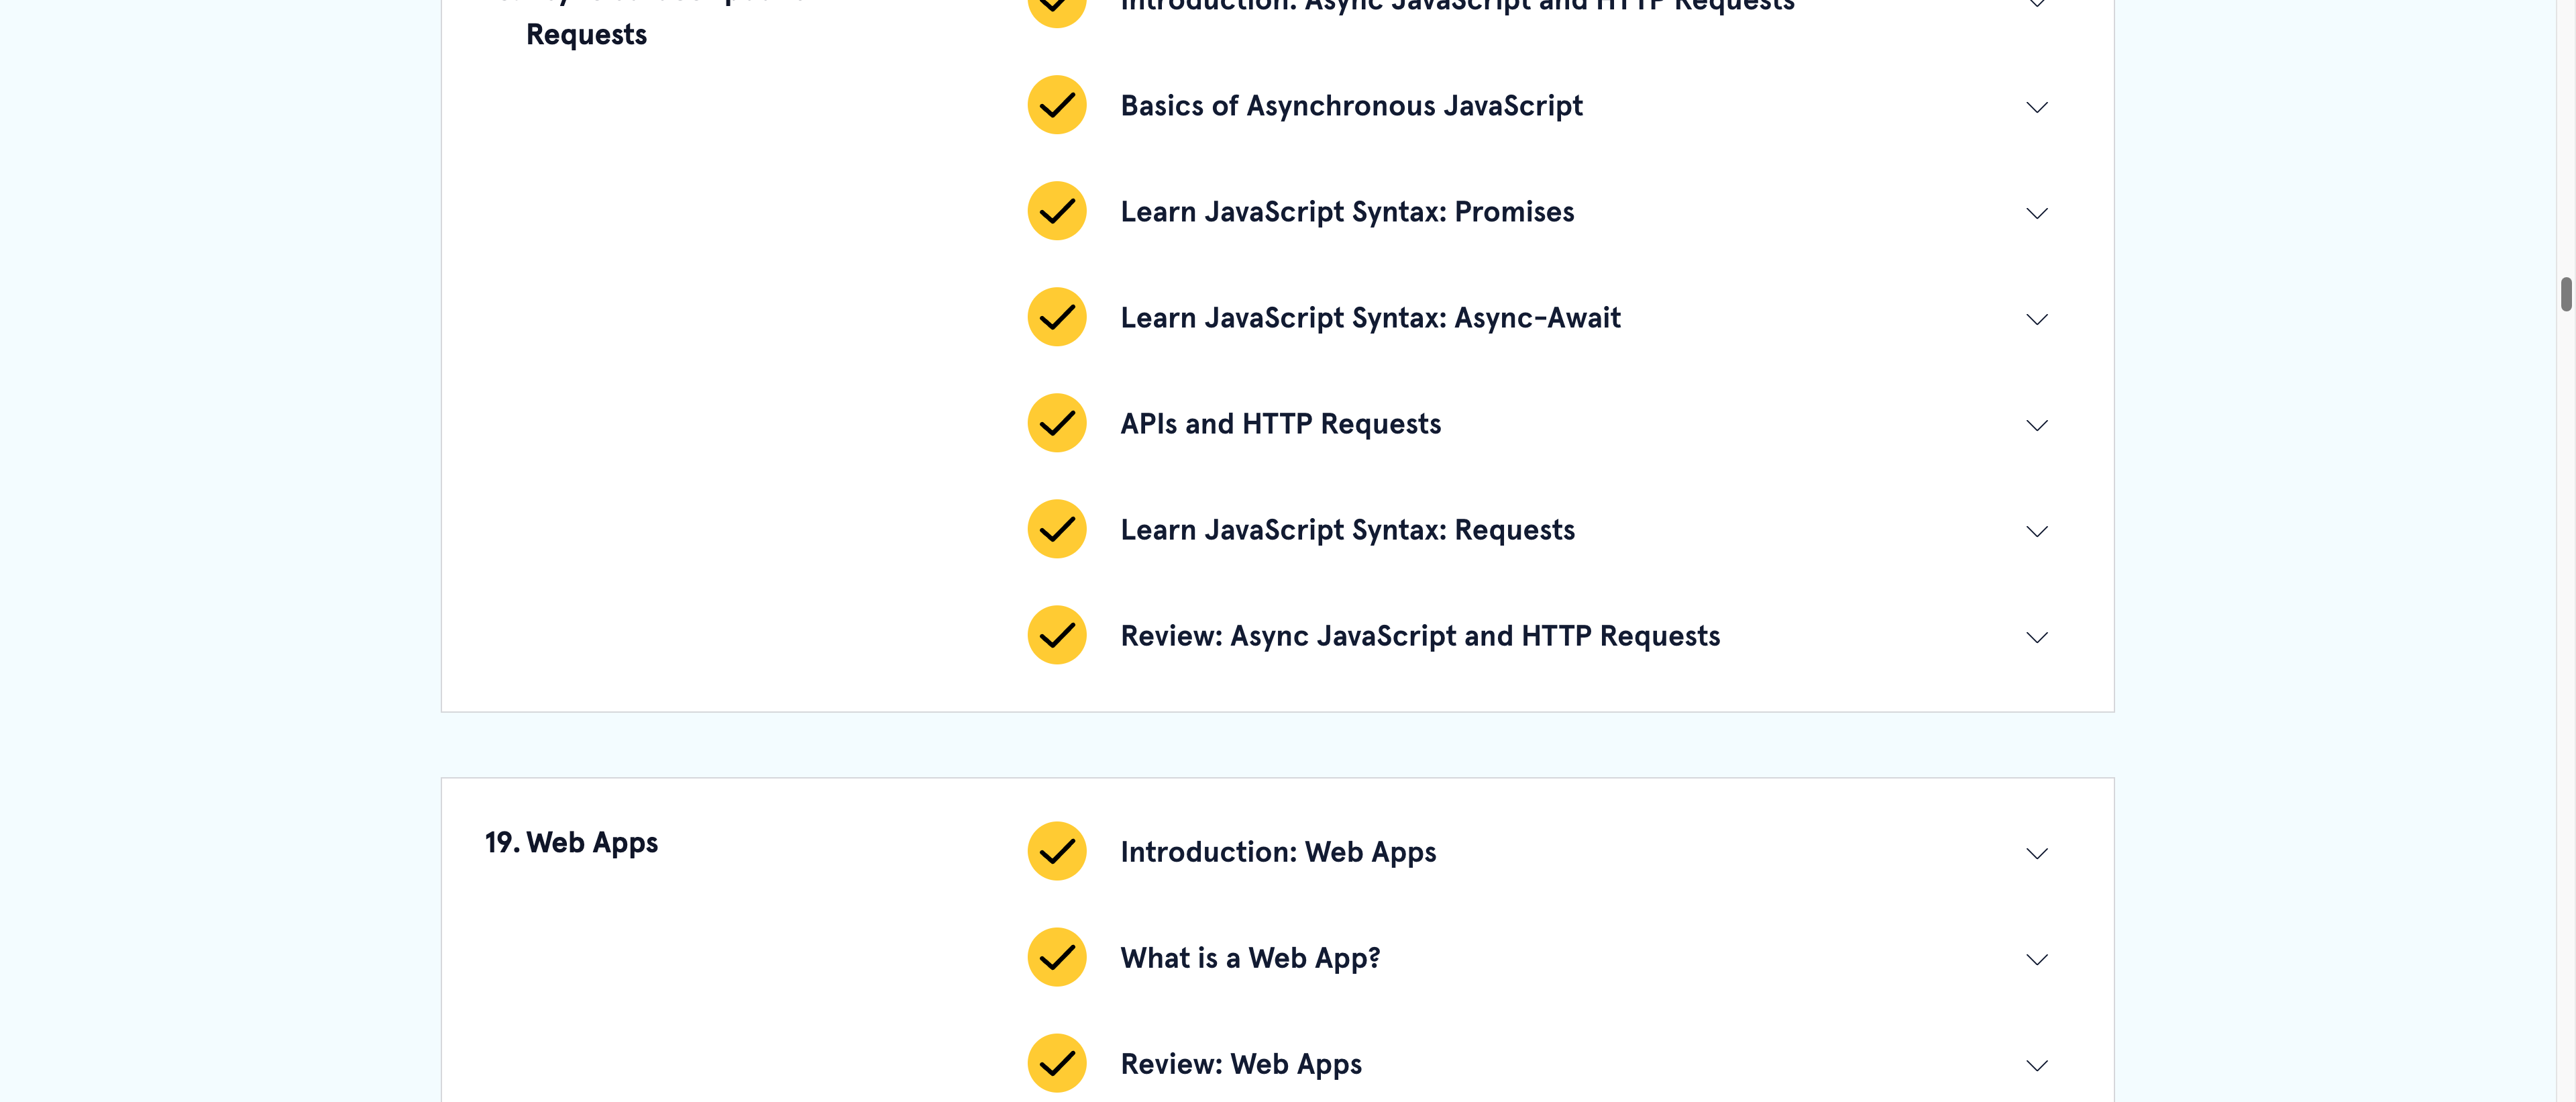 Requests
Introduction: Async JavaScript and HTTP Requests
Basics of Asynchronous JavaScript
Learn JavaScript Syntax: Promises
Learn JavaScript Syntax: Async-Await
APIs and HTTP Requests
Learn JavaScript Syntax: Requests
Review: Async JavaScript and HTTP Requests
19. Web Apps
Introduction: Web Apps
What is a Web App?
Review: Web Apps